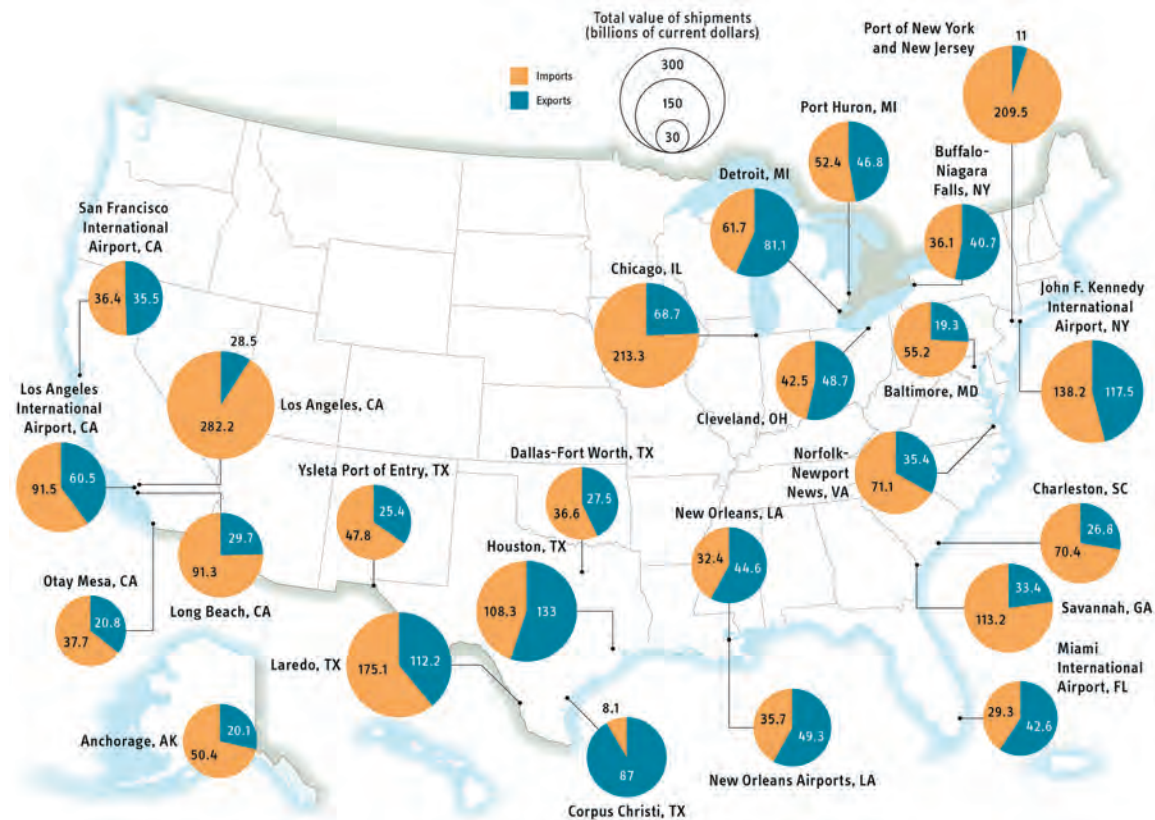 Total value of shipments
(billions of current dollars)
300
150
30
Imports
Exports
Port of New York
and New Jersey
11
209.5
Port Huron, MI
52.4
46.8
Detroit, MI
61.7
81.1
Buffalo-
Niagara
Falls, NY
36.1
40.7
San Francisco
International
Airport, CA
36.4
35.5
Chicago, IL
68.7
213.3
John F. Kennedy
International
Airport, NY
138.2
117.5
19.3
55.2
Baltimore, MD
42.5
48.7
Cleveland, OH
28.5
282.2
Los Angeles, CA
Los Angeles
International
Airport, CA
91.5
60.5
Ysleta Port of Entry, TX
25.4
47.8
Dallas-Fort Worth, TX
27.5
36.6
Norfolk-
Newport
News, VA
35.4
71.1
New Orleans, LA
32.4
44.6
Charleston, SC
26.8
70.4
29.7
91.3
Long Beach, CA
Houston, TX
108.3
133
Otay Mesa, CA
20.8
37.7
33.4
113.2
Savannah, GA
Laredo, TX
175.1
112.2
Miami
International
Airport, FL
29.3
42.6
Anchorage, AK
20.1
50.4
8.1
87
Corpus Christi, TX
35.7
49.3
New Orleans Airports, LA